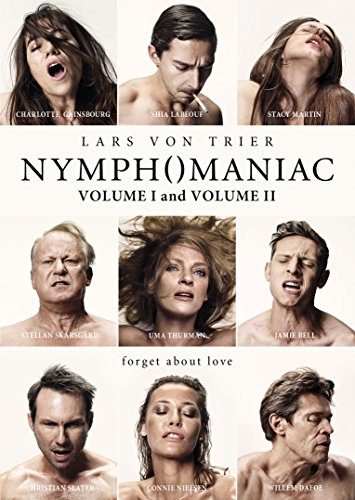 CHARLOTTE GAINSBOURG SHIA LABEOUF STACY MARTIN
LARS VON TRIER
NYMPH()MANIAC
VOLUME I and VOLUME II
STELLAN SKARSGÅRD UMA THURMAN JAMIE BELL
forget about love
CHRISTIAN SLATER CONNIE NIELSEN WILLEM DAFOE